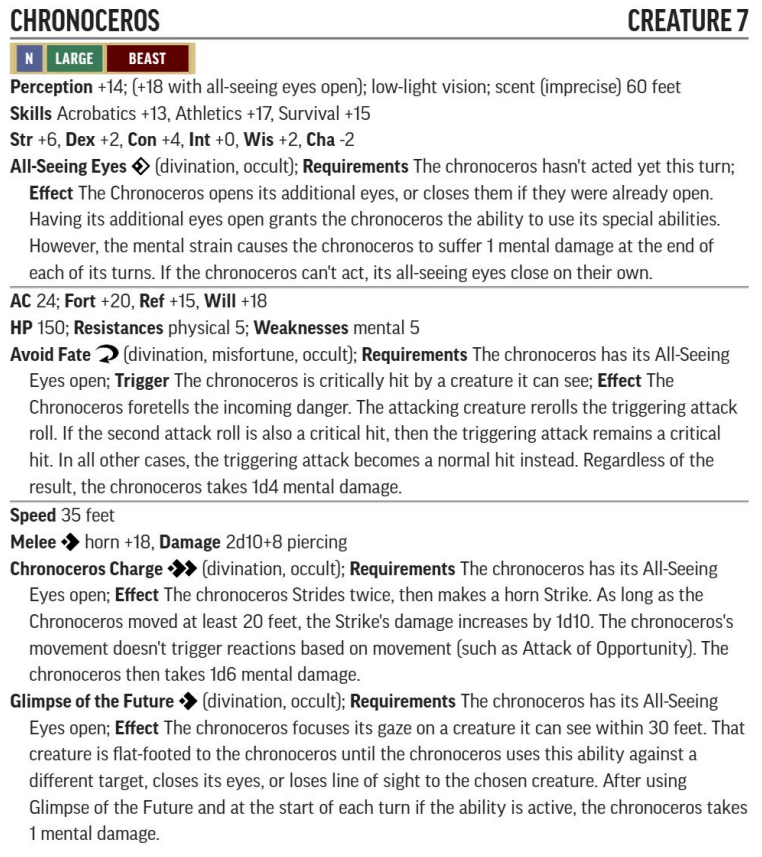 CHRONOCEROS CREATURE 7
N LARGE BEAST
Perception +14; (+18 with all-seeing eyes open); low-light vision; scent (imprecise) 60 feet
Skills Acrobatics +13, Athletics +17, Survival +15
Str +6, Dex +2, Con +4, Int +0, Wis +2, Cha -2
All-Seeing Eyes (divination, occult); Requirements The chronoceros hasn't acted yet this turn;
Effect The Chronoceros opens its additional eyes, or closes them if they were already open.
Having its additional eyes open grants the chronoceros the ability to use its special abilities.
However, the mental strain causes the chronoceros to suffer 1 mental damage at the end of
each of its turns. If the chronoceros can't act, its all-seeing eyes close on their own.
AC 24; Fort +20, Ref +15, Will +18
HP 150; Resistances physical 5; Weaknesses mental 5
Avoid Fate (divination, misfortune, occult); Requirements The chronoceros has its All-Seeing
Eyes open; Trigger The chronoceros is critically hit by a creature it can see; Effect The
Chronoceros foretells the incoming danger. The attacking creature rerolls the triggering attack
roll. If the second attack roll is also a critical hit, then the triggering attack remains a critical
hit. In all other cases, the triggering attack becomes a normal hit instead. Regardless of the
result, the chronoceros takes 1d4 mental damage.
Speed 35 feet
Melee horn +18, Damage 2d10+8 piercing
Chronoceros Charge (divination, occult); Requirements The chronoceros has its All-Seeing
Eyes open; Effect The chronoceros Strides twice, then makes a horn Strike. As long as the
Chronoceros moved at least 20 feet, the Strike's damage increases by 1d10. The chronoceros's
movement doesn't trigger reactions based on movement (such as Attack of Opportunity). The
chronoceros then takes 1d6 mental damage.
Glimpse of the Future (divination, occult); Requirements The chronoceros has its All-Seeing
Eyes open; Effect The chronoceros focuses its gaze on a creature it can see within 30 feet. That
creature is flat-footed to the chronoceros until the chronoceros uses this ability against a
different target, closes its eyes, or loses line of sight to the chosen creature. After using
Glimpse of the Future and at the start of each turn if the ability is active, the chronoceros takes
1 mental damage.